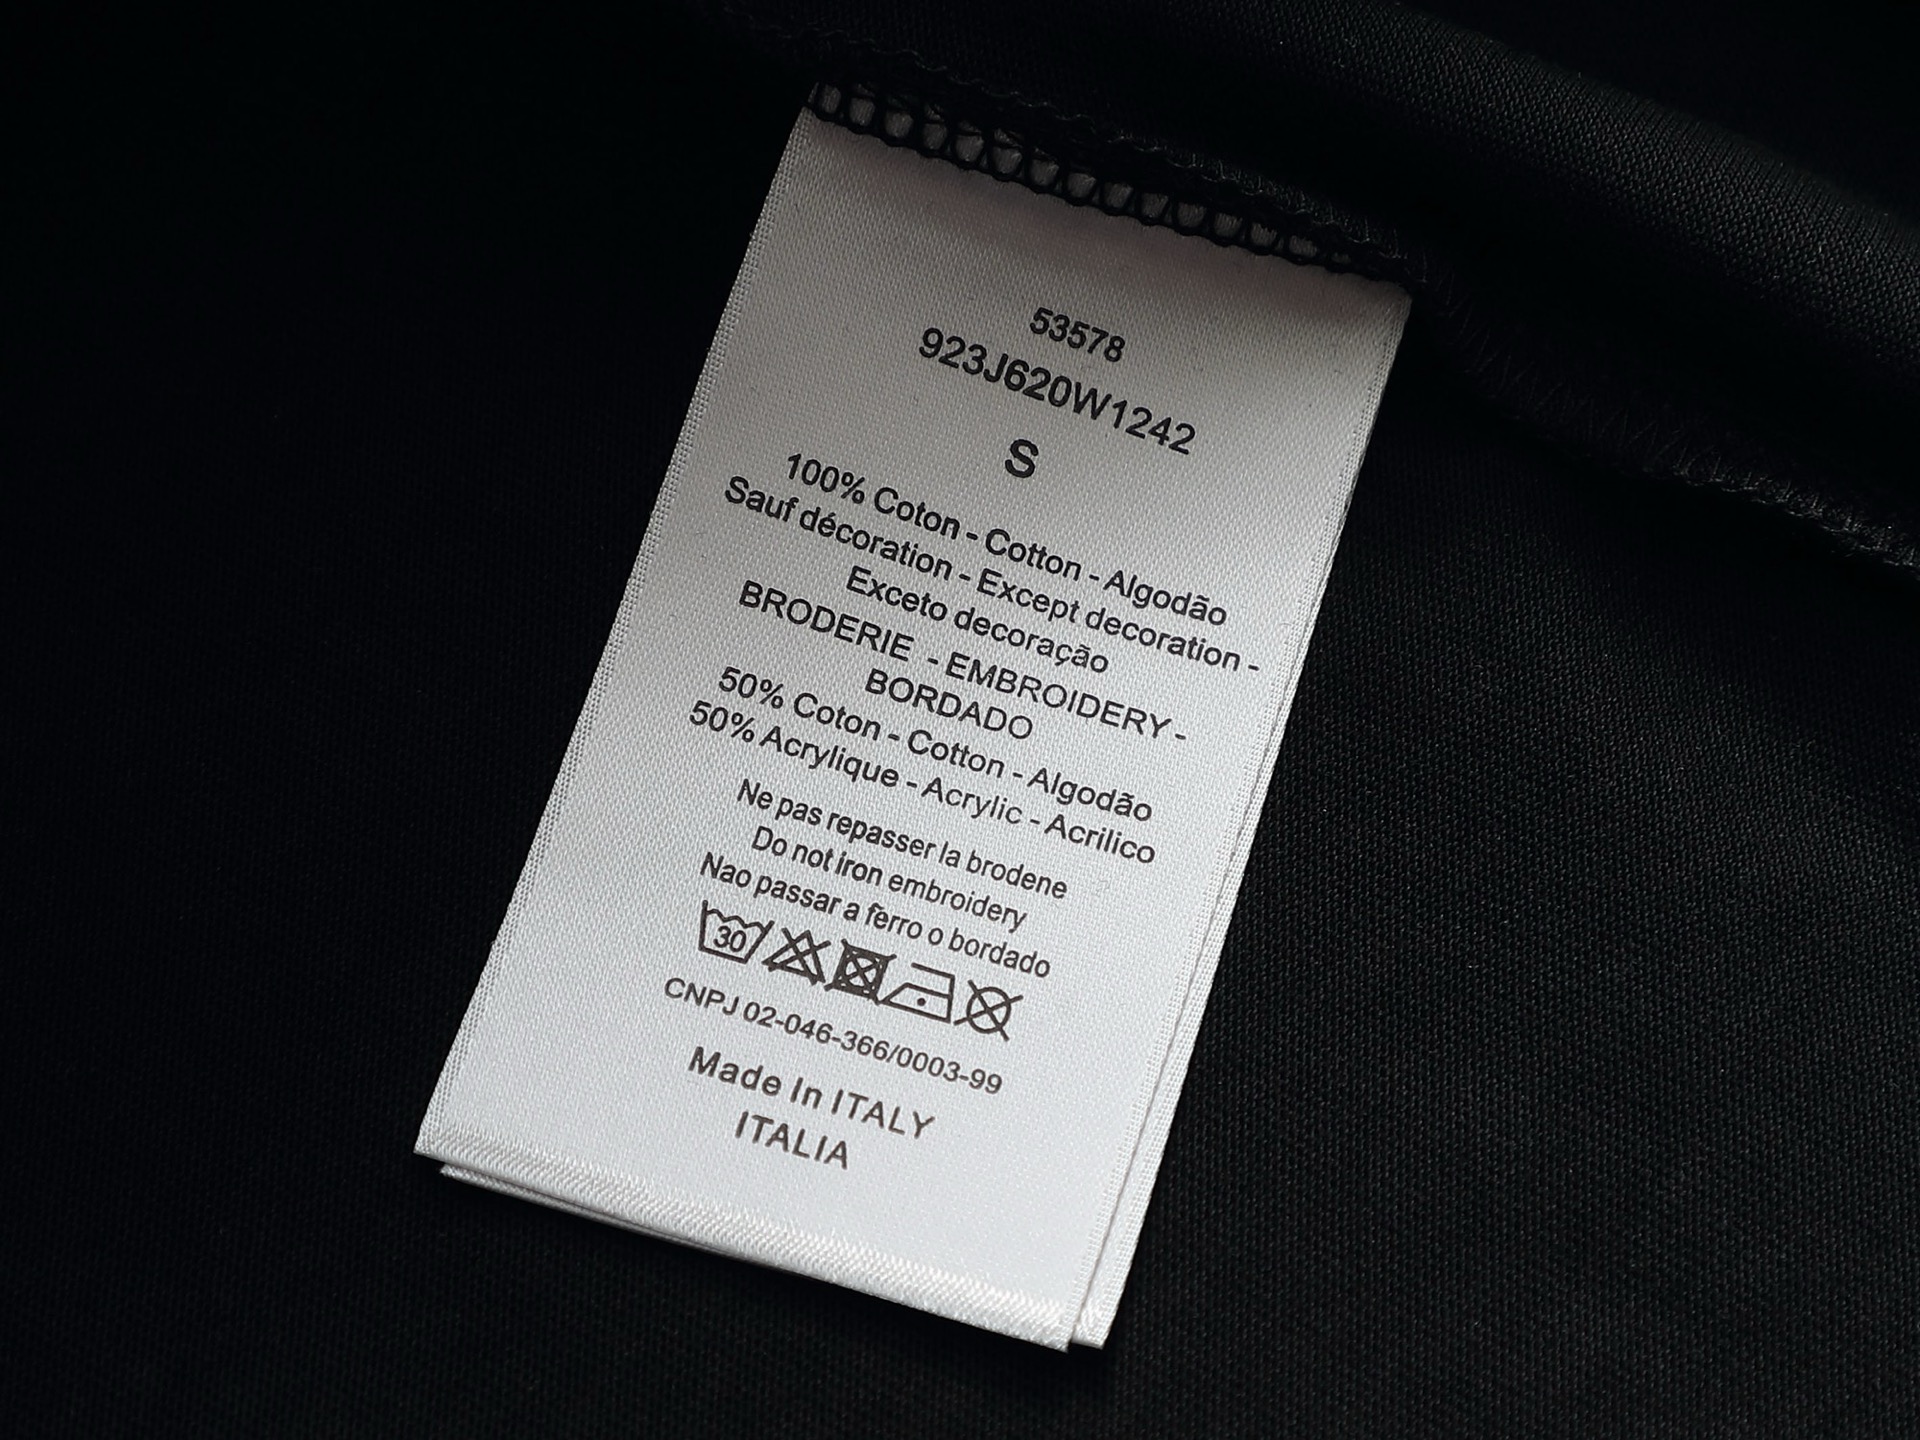 53578
923J620W1242
S
100% Coton - Cotton - Algodão
Sauf décoration - Except decoration -
Exceto decoração
BRODERIE - EMBROIDERY -
BORDADO
50% Coton - Cotton - Algodão
50% Acrylique - Acrylic - Acrilico
Ne pas repasser la brodene
Do not iron embroidery
Nao passar a ferro o bordado
30
CNPJ 02-046-366/0003-99
Made In ITALY
ITALIA